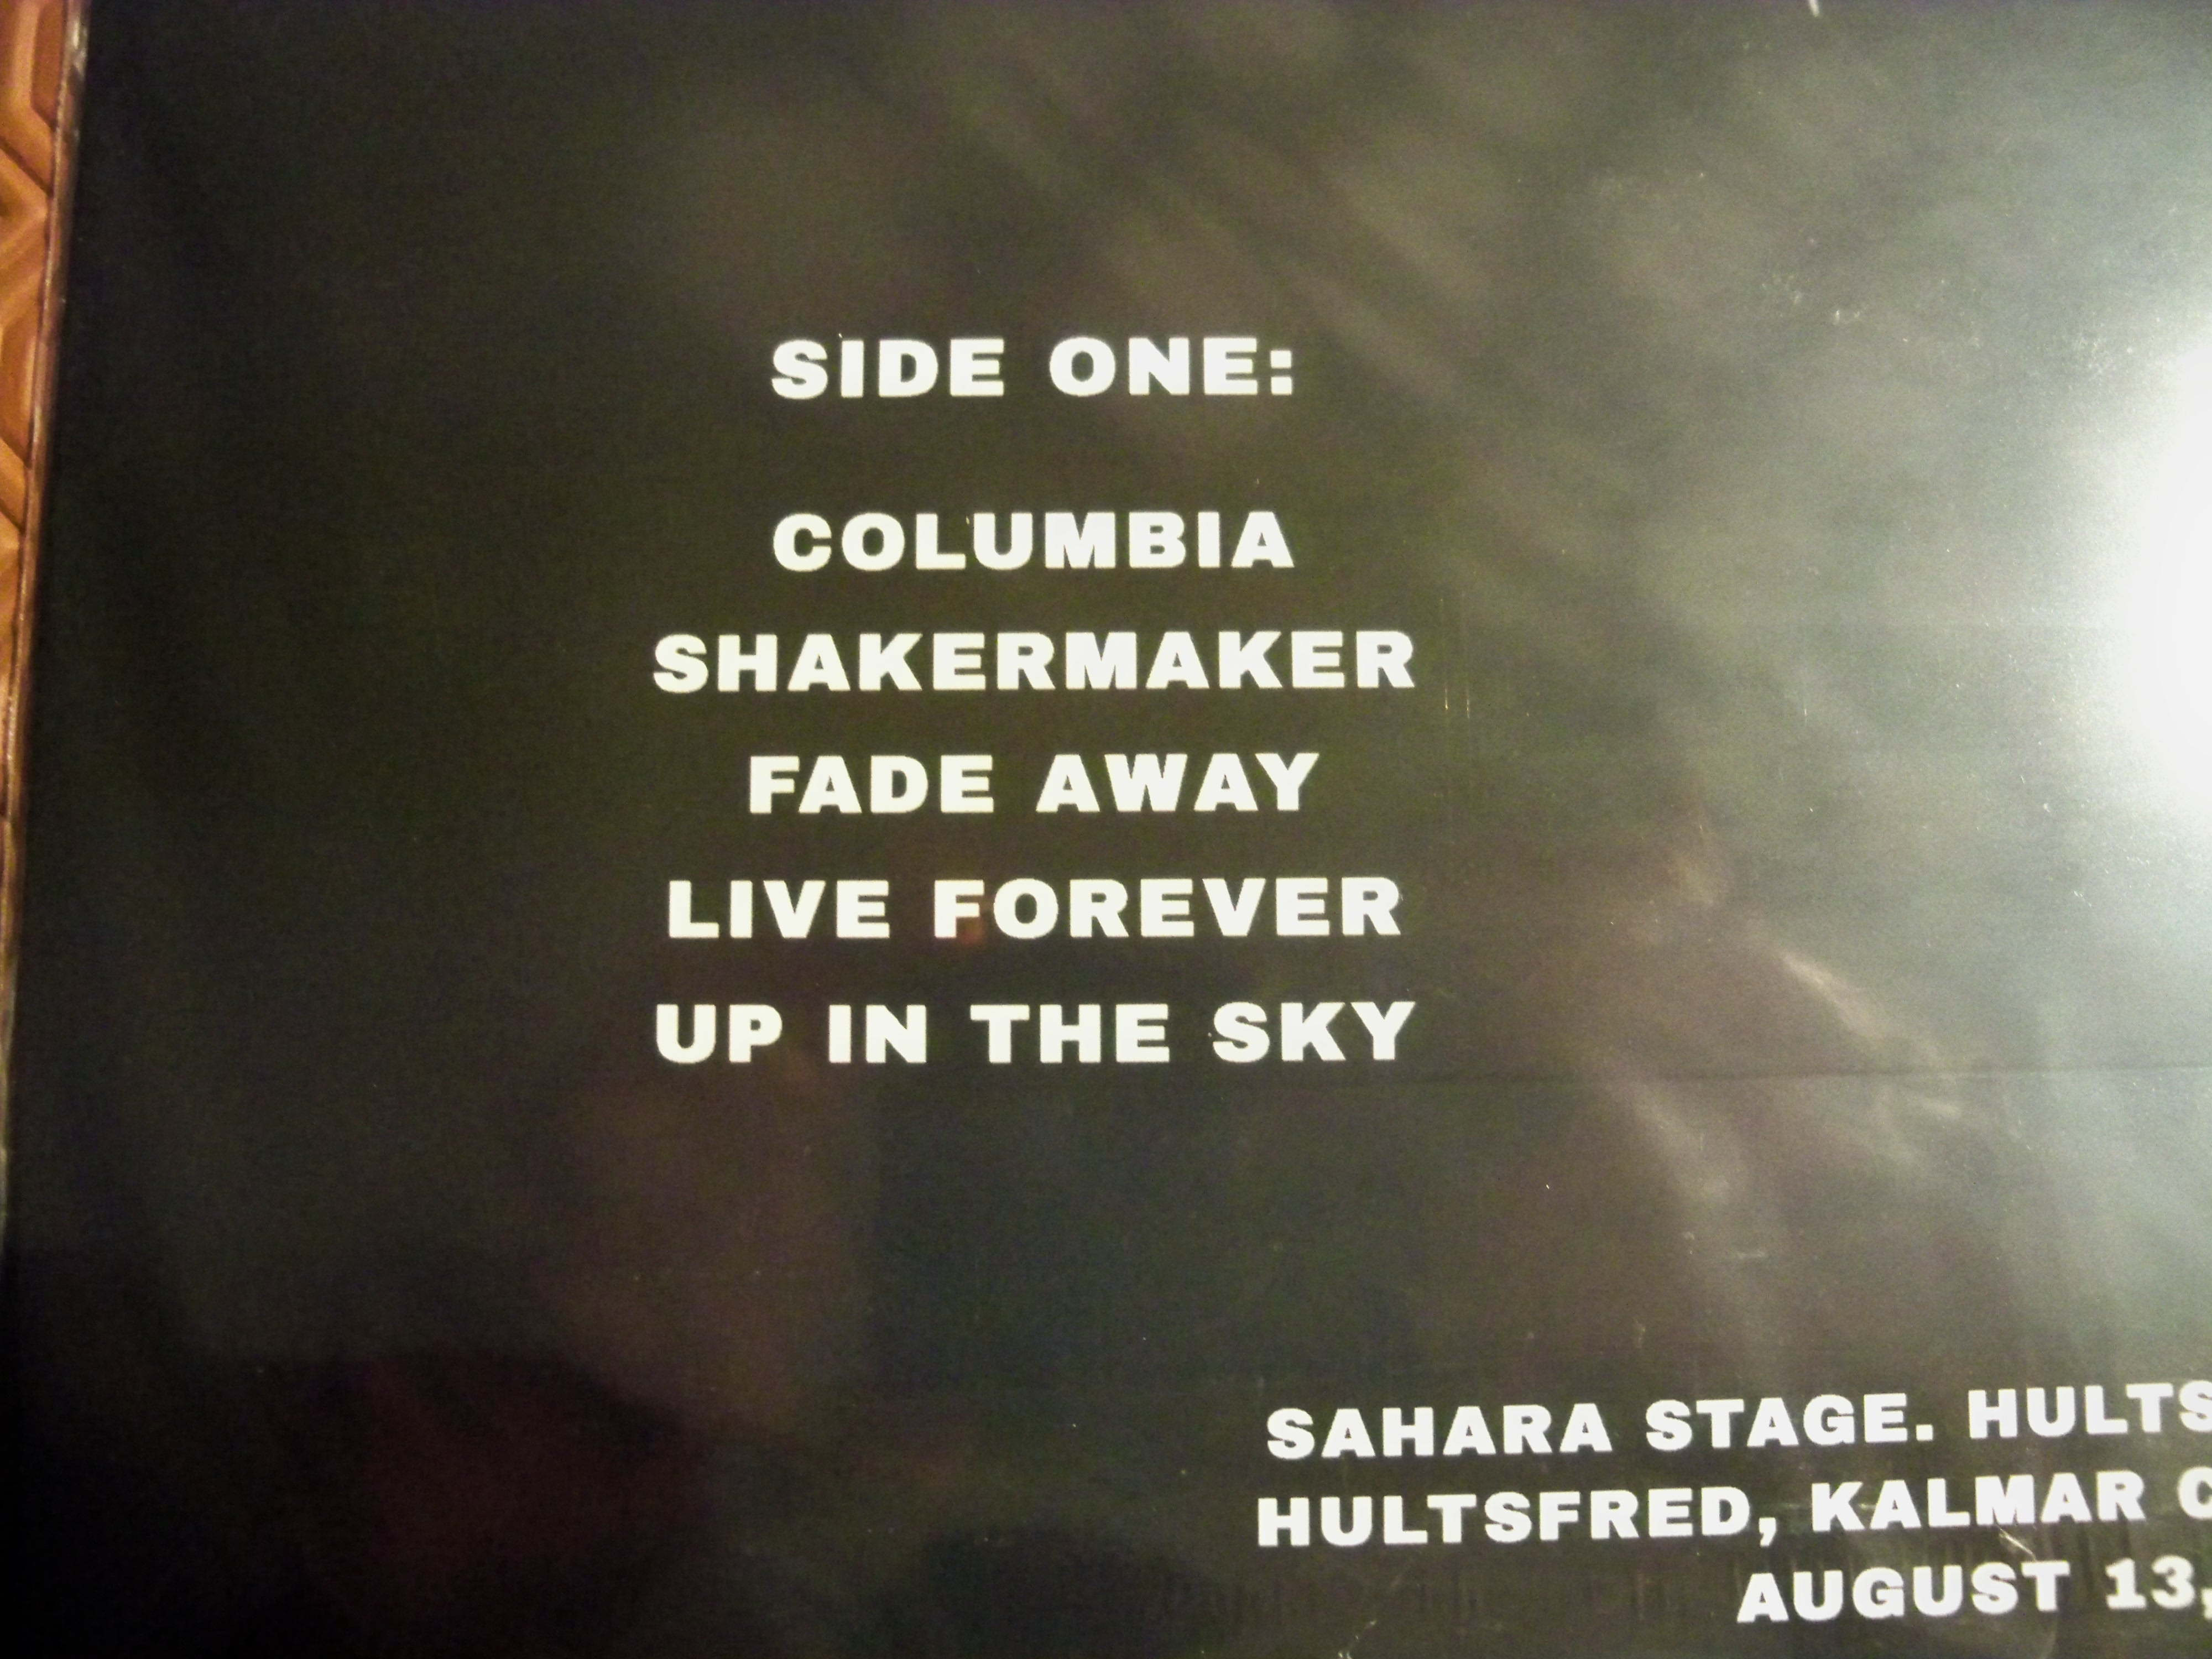 SIDE ONE:
COLUMBIA
SHAKERMAKER
FADE AWAY
LIVE FOREVER
UP IN THE SKY
SAHARA STAGE. HULTS
HULTSFRED, KALMAR C
AUGUST 13,